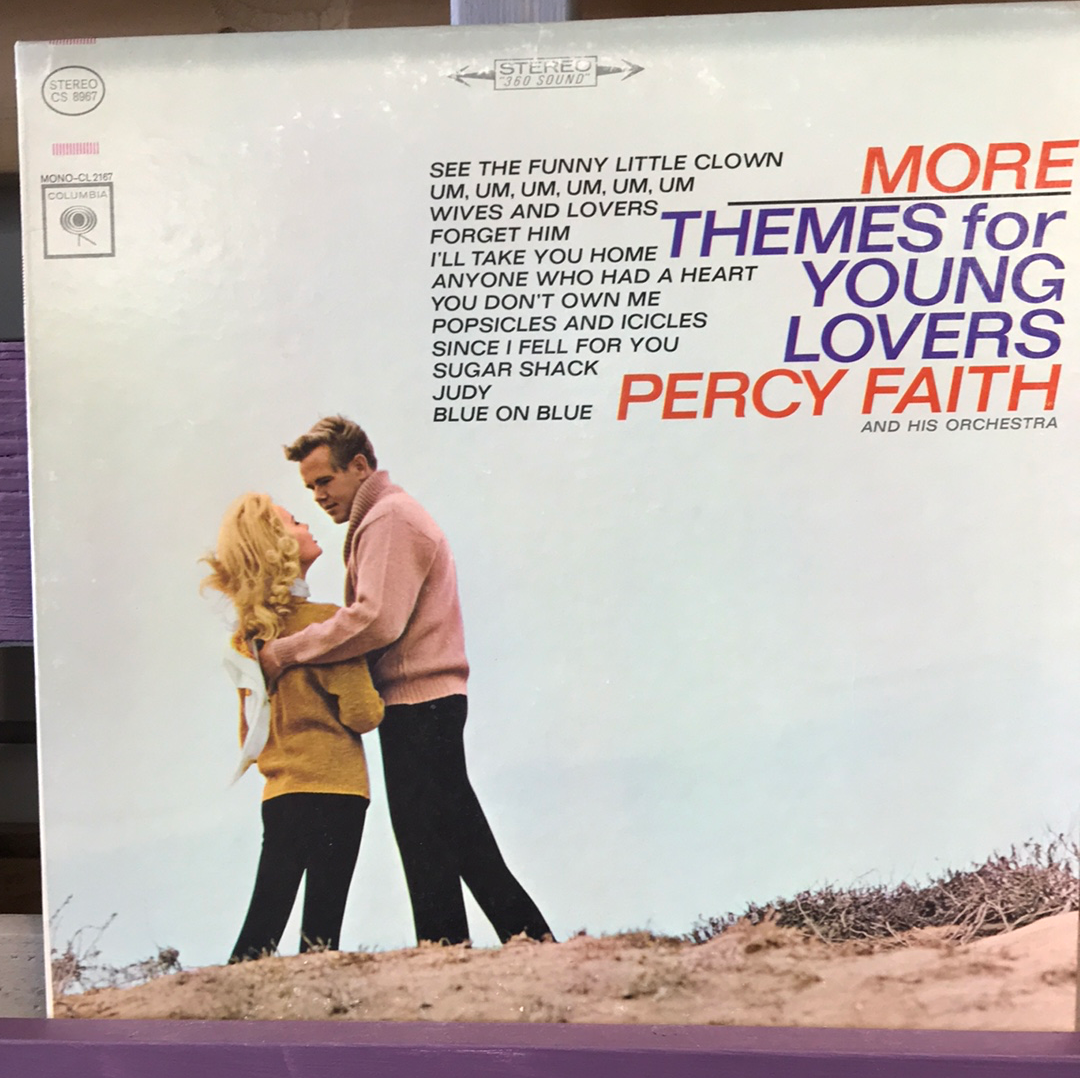 STEREO
CS 8967
STEREO
"360 SOUND"
MONO-CL 2167
COLUMBIA
SEE THE FUNNY LITTLE CLOWN
UM, UM, UM, UM, UM, UM
WIVES AND LOVERS
FORGET HIM
I'LL TAKE YOU HOME
ANYONE WHO HAD A HEART
YOU DON'T OWN ME
POPSICLES AND ICICLES
SINCE I FELL FOR YOU
SUGAR SHACK
JUDY
BLUE ON BLUE
MORE
THEMES for
YOUNG
LOVERS
PERCY FAITH
AND HIS ORCHESTRA